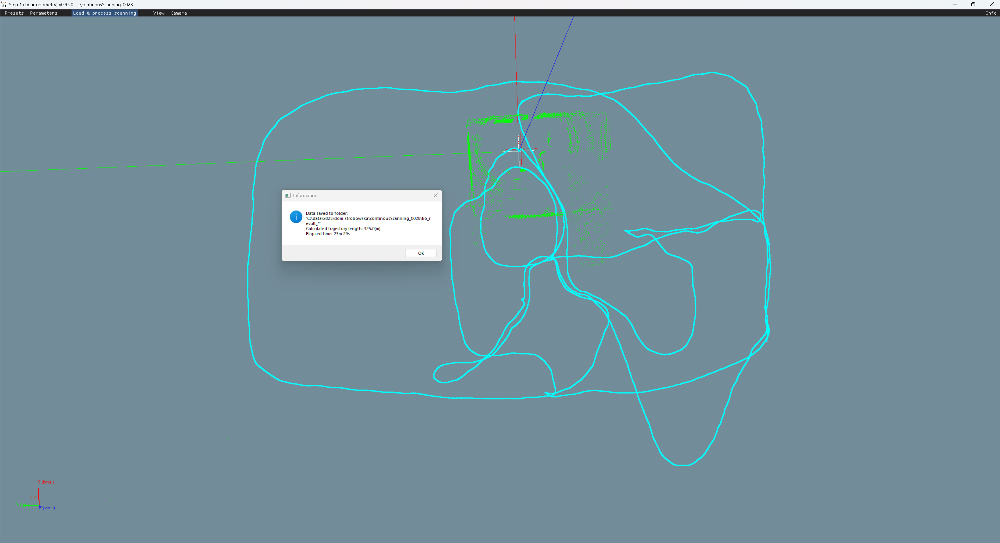 Step 1 (Lidar odometry) v0.95.0 - ..\continousScanning_0028
Presets Parameters Load & process scanning View Camera Info
Information
Data saved to folder:
'C:\data\2025\dom-strobowska\continousScanning_0028\lio_r
esult_*'
Calculated trajectory length: 325.0[m]
Elapsed time: 23m 29s
OK
X (long.)
Z (vert.)